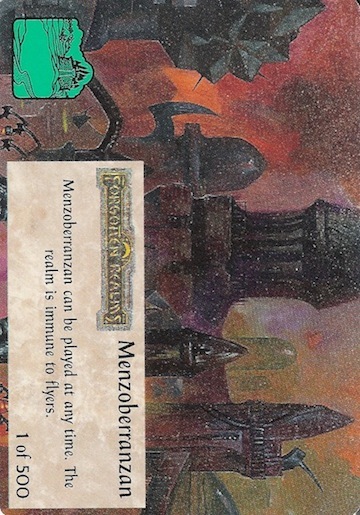 FORGOTTEN REALMS
Menzoberranzan
Menzoberranzan can be played at any time. The
realm is immune to flyers.
1 of 500